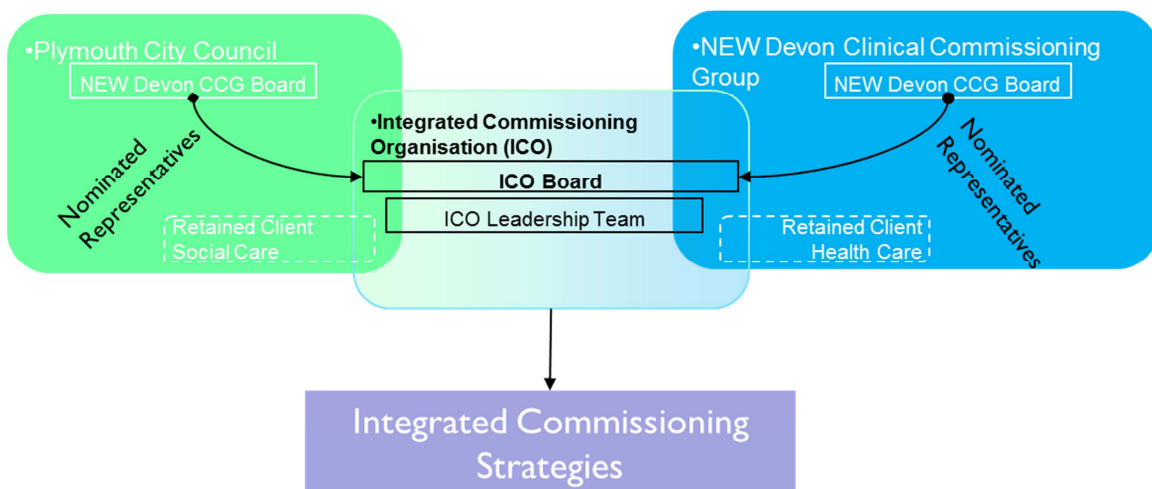 •Plymouth City Council
NEW Devon CCG Board
Nominated
Representatives
Retained Client
Social Care
•Integrated Commissioning
Organisation (ICO)
ICO Board
ICO Leadership Team
•NEW Devon Clinical Commissioning
Group
NEW Devon CCG Board
Nominated
Representatives
Retained Client
Health Care
Integrated Commissioning
Strategies